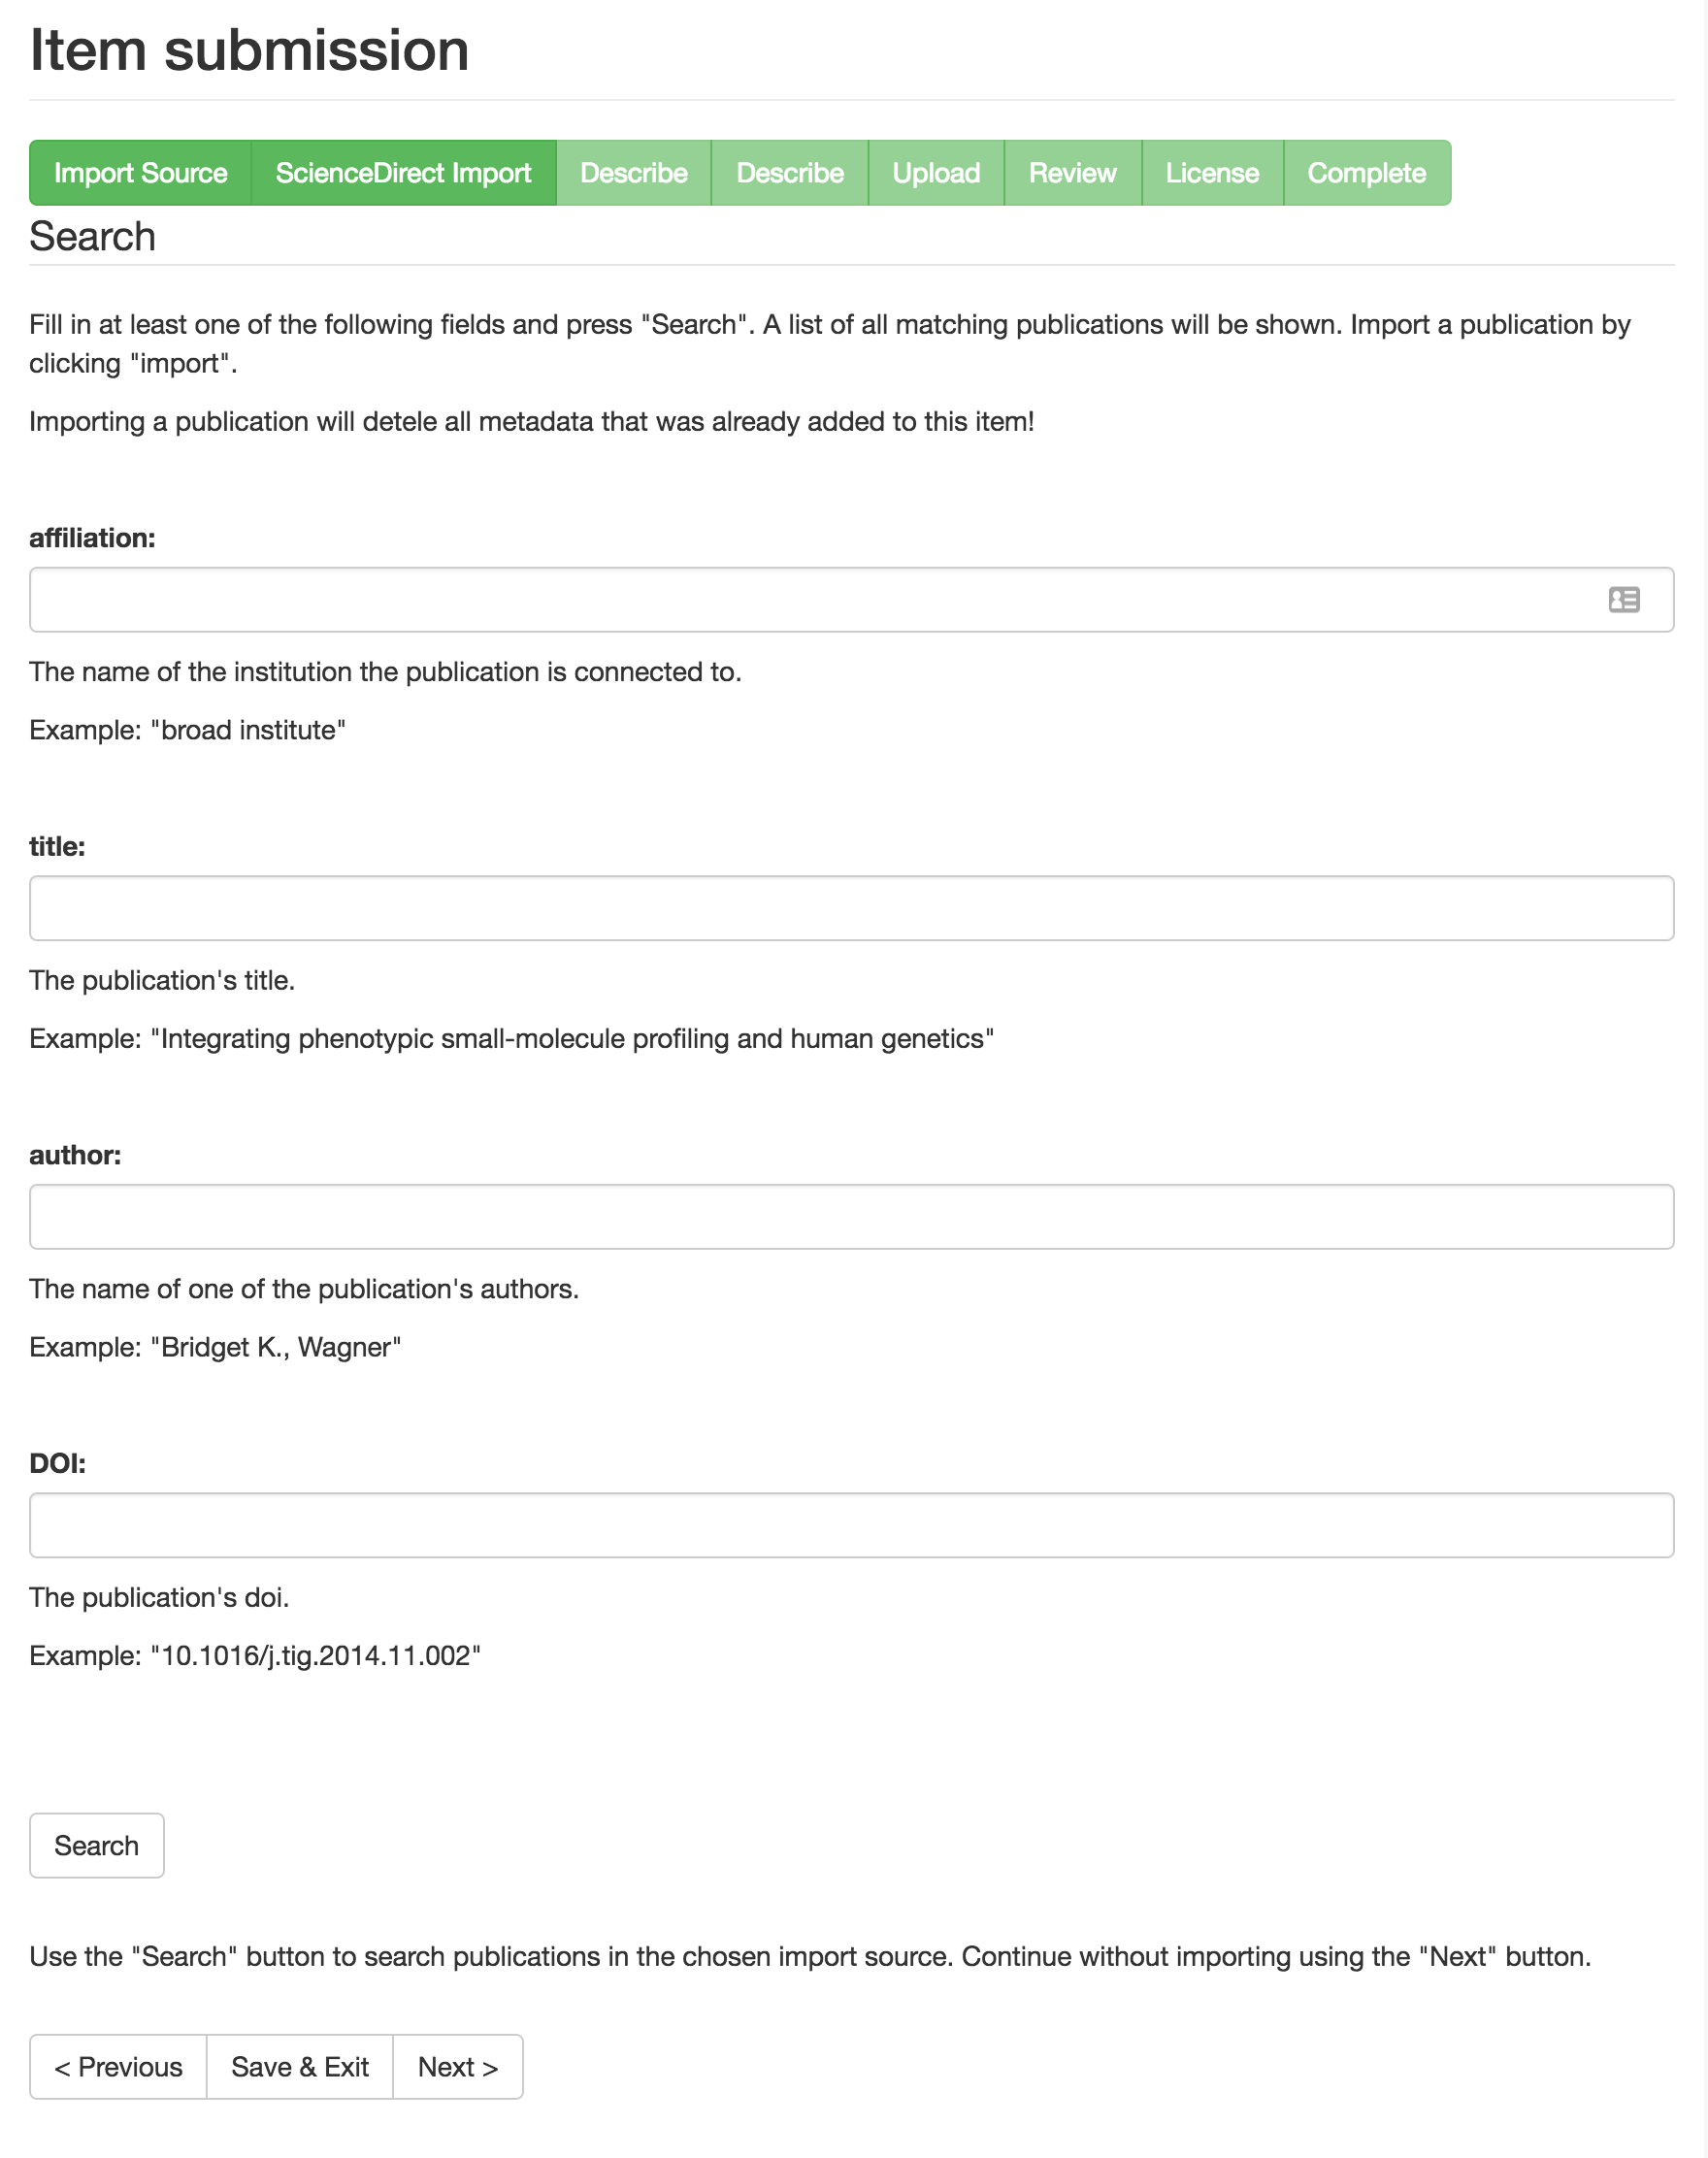 Item submission
Import Source ScienceDirect Import Describe Describe Upload Review License Complete
Search
Fill in at least one of the following fields and press "Search". A list of all matching publications will be shown. Import a publication by
clicking "import".
Importing a publication will detele all metadata that was already added to this item!
affiliation:
The name of the institution the publication is connected to.
Example: "broad institute"
title:
The publication's title.
Example: "Integrating phenotypic small-molecule profiling and human genetics"
author:
The name of one of the publication's authors.
Example: "Bridget K., Wagner"
DOI:
The publication's doi.
Example: "10.1016/j.tig.2014.11.002"
Search
Use the "Search" button to search publications in the chosen import source. Continue without importing using the "Next" button.
< Previous Save & Exit Next >